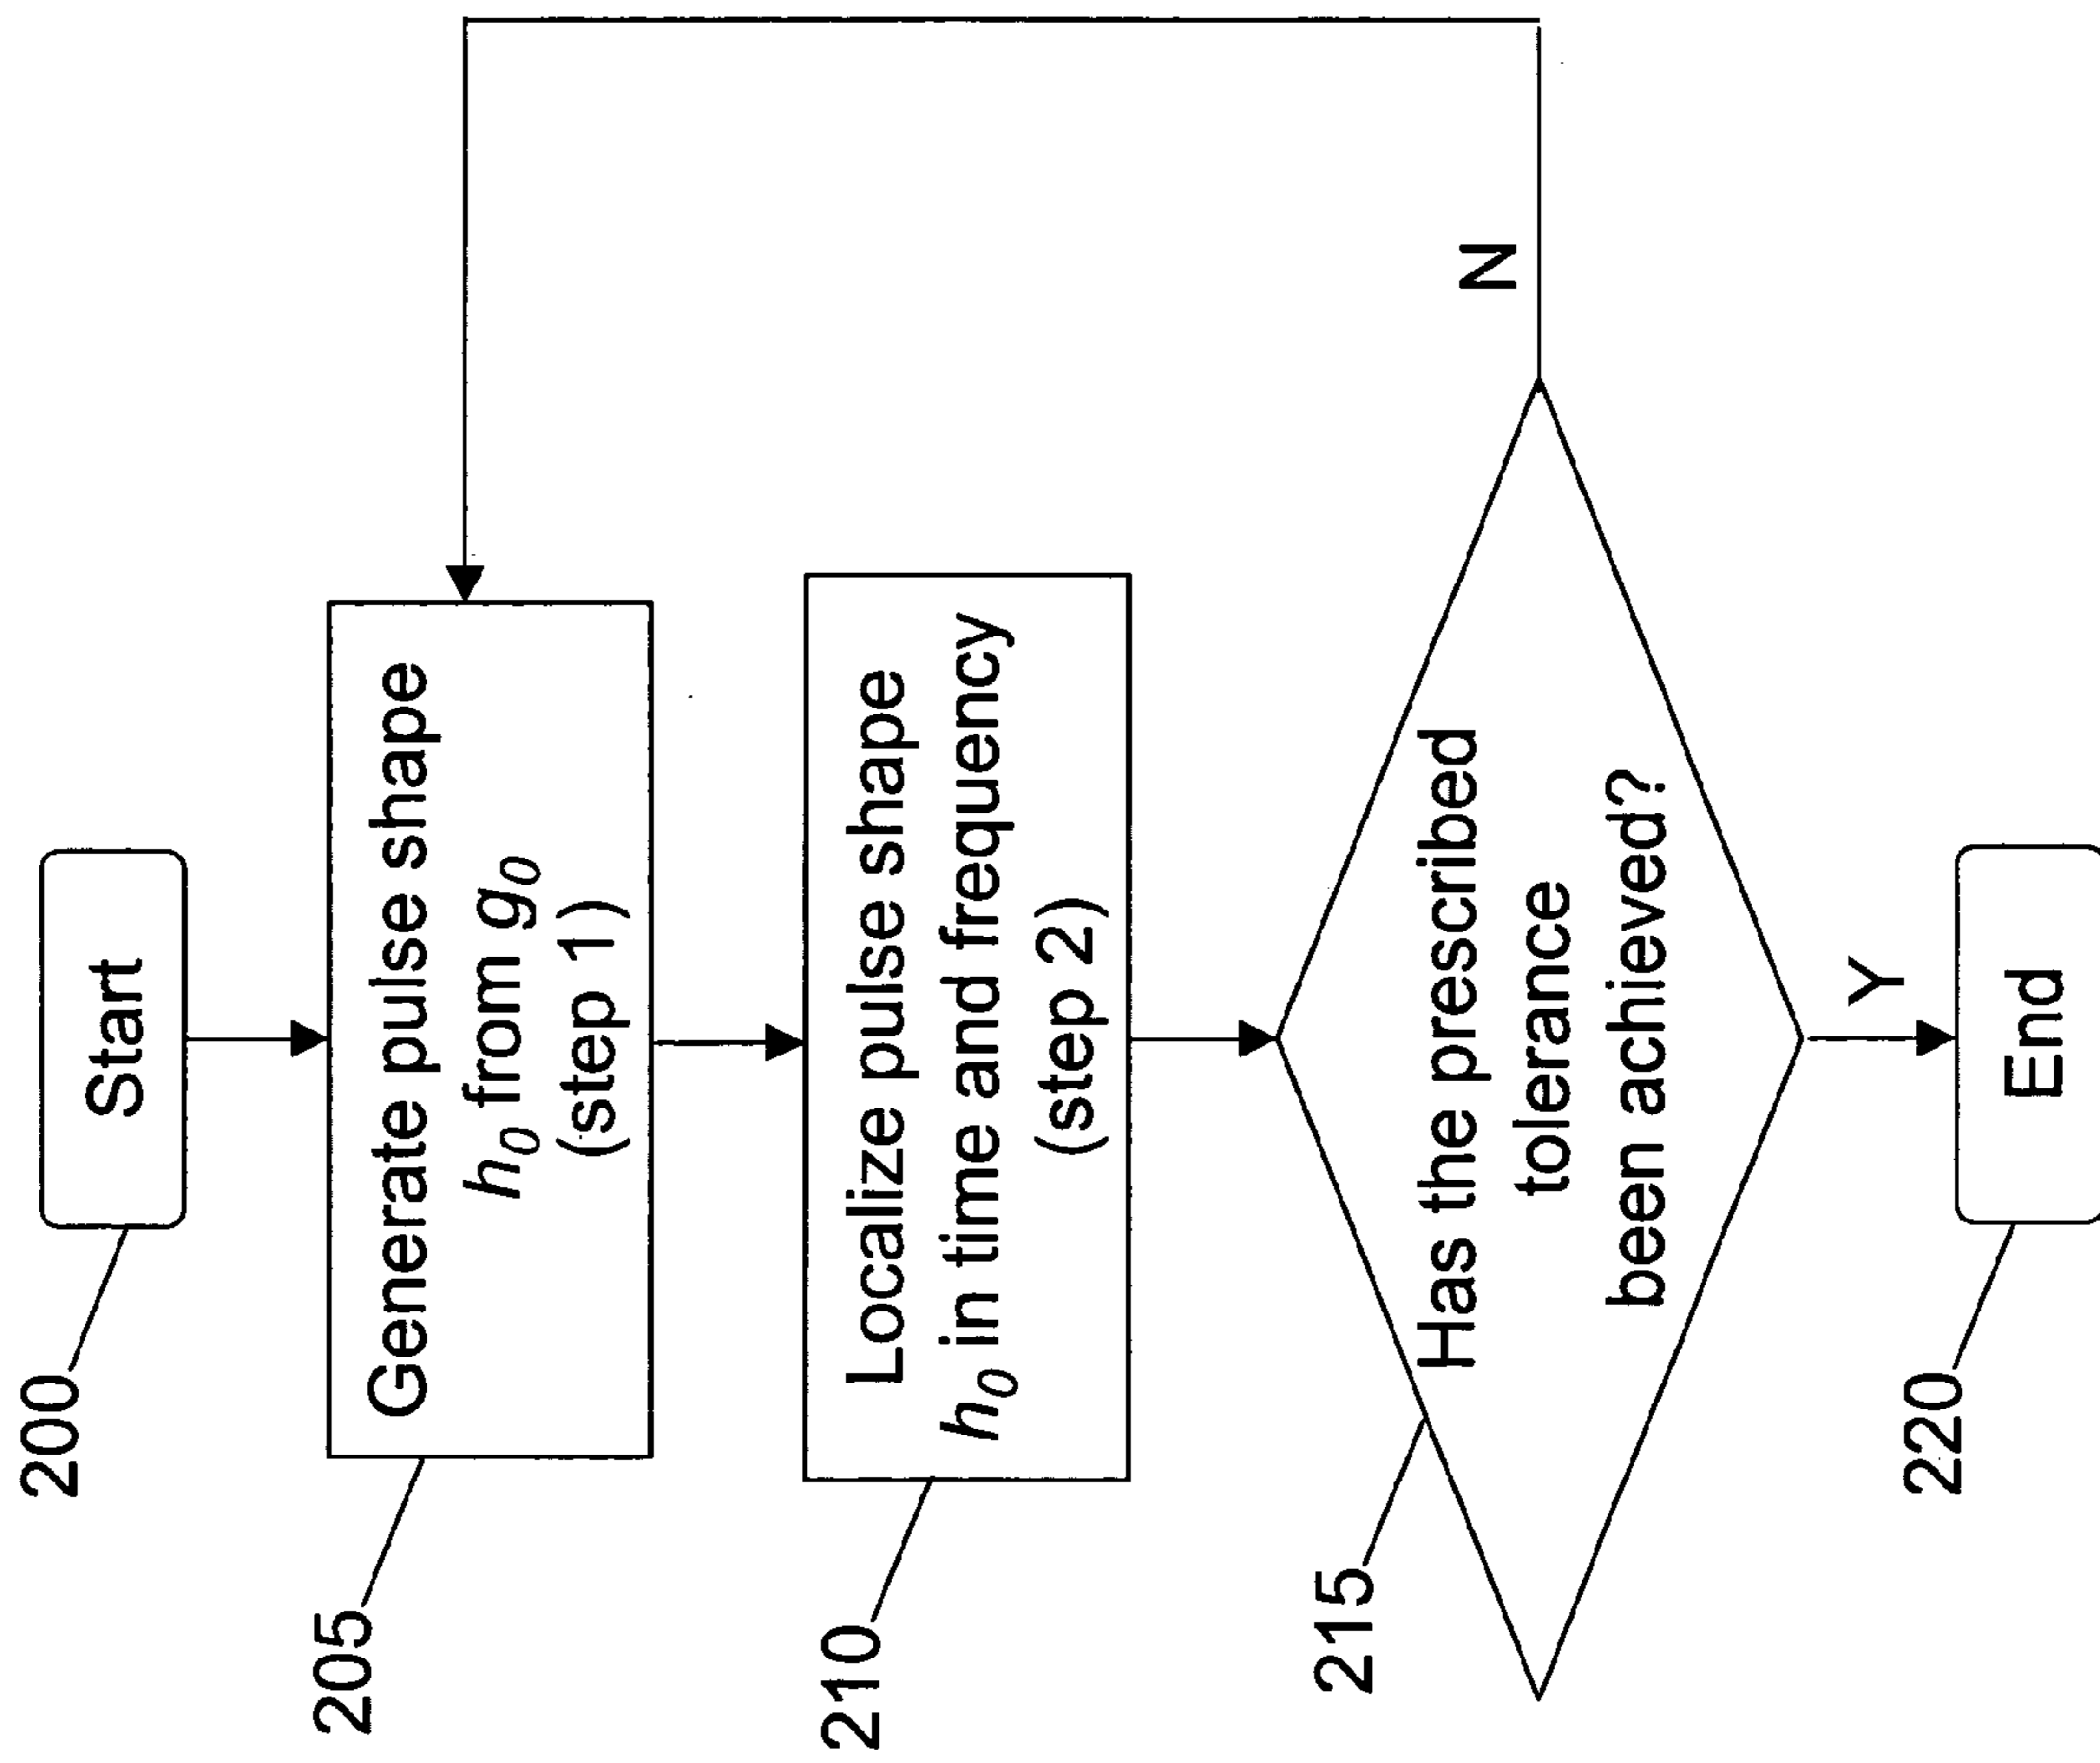 200
Start
205
Generate pulse shape
h0 from g0
(step 1)
210
Localize pulse shape
h0 in time and frequency
(step 2)
215
Has the prescribed
tolerance
been achieved?
N
Y
220
End